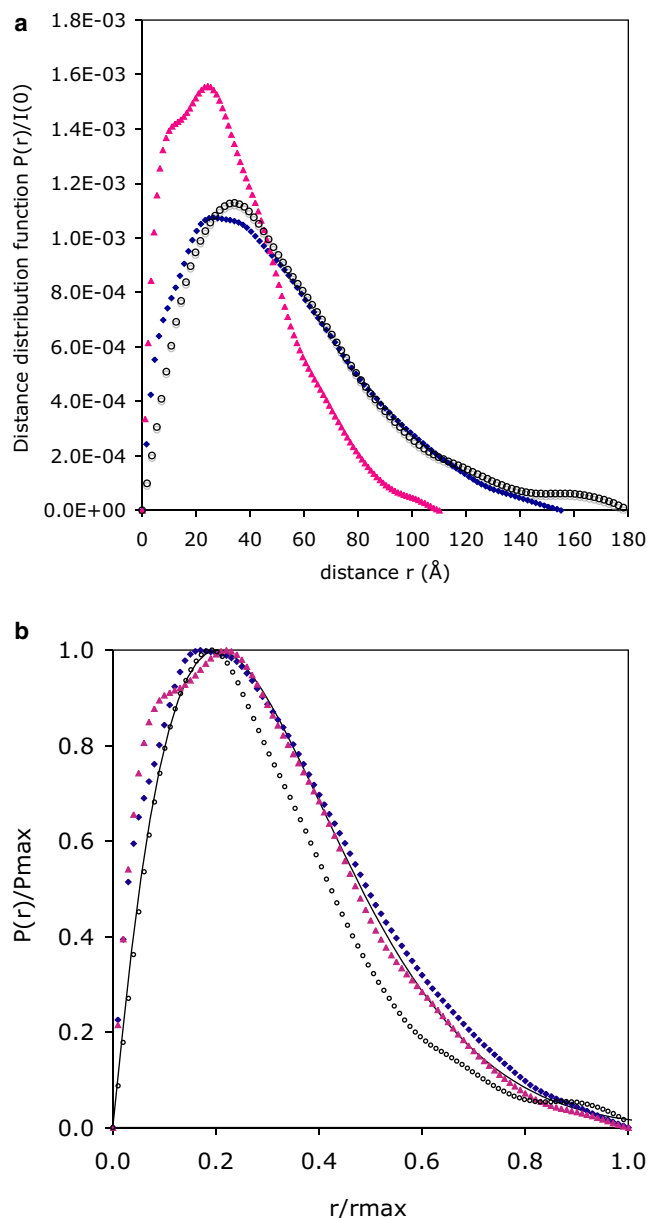 a
Distance distribution function P(r)/I(0)
1.8E-03
1.6E-03
1.4E-03
1.2E-03
1.0E-03
8.0E-04
6.0E-04
4.0E-04
2.0E-04
0.0E+00
0 20 40 60 80 100 120 140 160 180
distance r (Å)
b
P(r)/Pmax
1.0
0.8
0.6
0.4
0.2
0.0
0.0 0.2 0.4 0.6 0.8 1.0
r/rmax